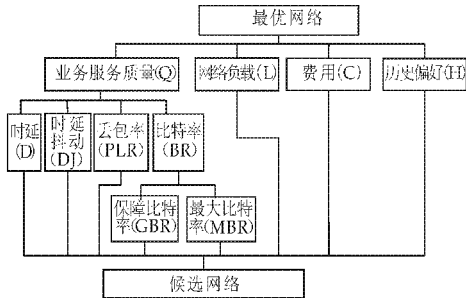 最优网络
业务服务质量(Q)
网络负载(L)
费用(C)
历史偏好(H)
时延
(D)
时延
抖动
(DJ)
丢包率
(PLR)
比特率
(BR)
保障比特
率(GBR)
最大比特
率(MBR)
候选网络